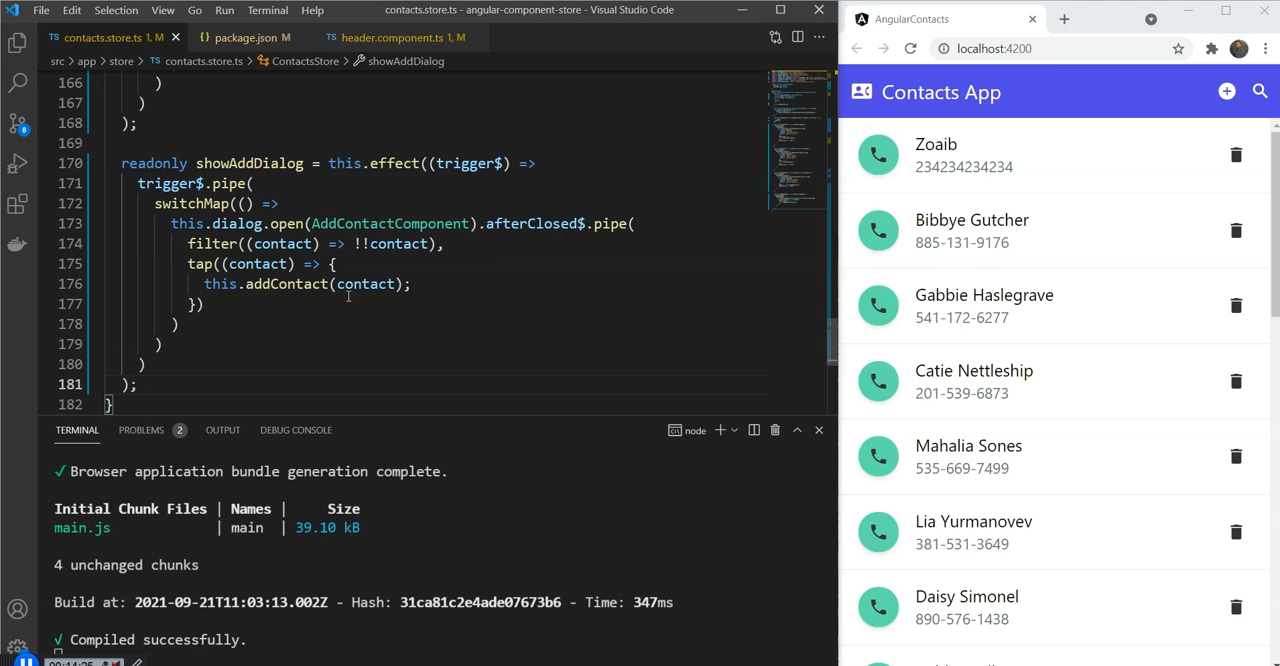 File Edit Selection View Go Run Terminal Help contacts.store.ts - angular-component-store - Visual Studio Code
TS contacts.store.ts 1, M {} package.json M TS header.component.ts 1, M
src > app > store > TS contacts.store.ts > ContactsStore > showAddDialog
166 )
167 )
168 );
169
170 readonly showAddDialog = this.effect((trigger$) =>
171 trigger$.pipe(
172 switchMap(() =>
173 this.dialog.open(AddContactComponent).afterClosed$.pipe(
174 filter((contact) => !!contact),
175 tap((contact) => {
176 this.addContact(contact);
177 })
178 )
179 )
180 )
181 );
182 }
8
TERMINAL PROBLEMS 2 OUTPUT DEBUG CONSOLE node
✓ Browser application bundle generation complete.
Initial Chunk Files | Names | Size
main.js | main | 39.10 kB
4 unchanged chunks
Build at: 2021-09-21T11:03:13.002Z - Hash: 31ca81c2e4ade07673b6 - Time: 347ms
√ Compiled successfully.
AngularContacts
localhost:4200
Contacts App
Zoaib
234234234234
Bibbye Gutcher
885-131-9176
Gabbie Haslegrave
541-172-6277
Catie Nettleship
201-539-6873
Mahalia Sones
535-669-7499
Lia Yurmanovev
381-531-3649
Daisy Simonel
890-576-1438